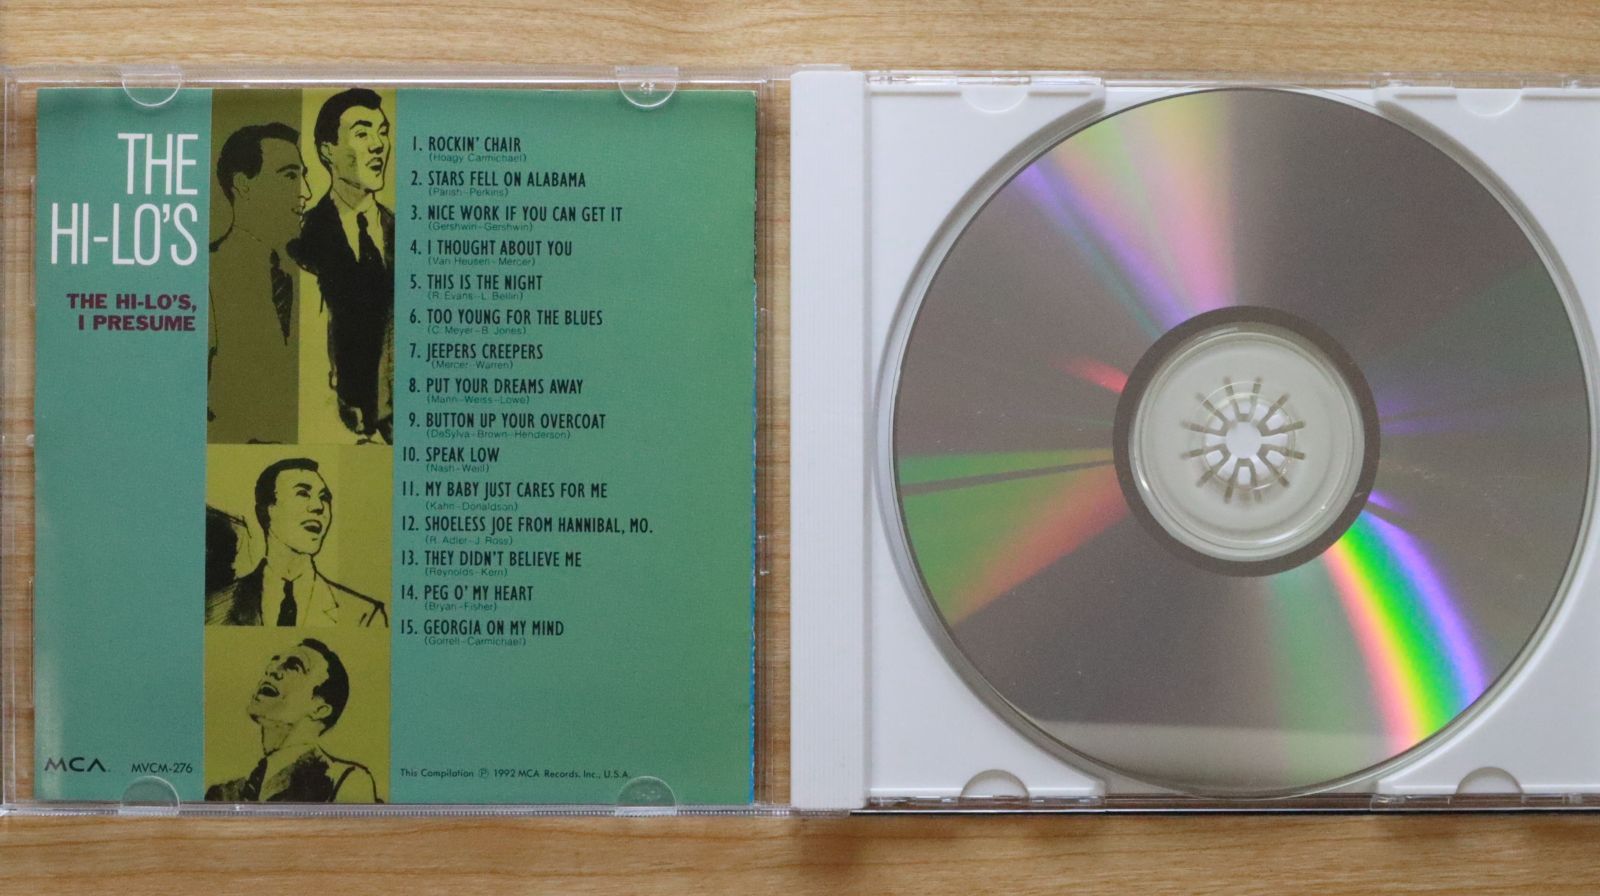 THE
HI-LO'S
THE HI-LO'S,
I PRESUME
1. ROCKIN' CHAIR
(Hoagy Carmichael)
2. STARS FELL ON ALABAMA
(Parish-Perkins)
3. NICE WORK IF YOU CAN GET IT
(Gershwin-Gershwin)
4. I THOUGHT ABOUT YOU
(Van Heusen-Mercer)
5. THIS IS THE NIGHT
(R. Evans-L. Bellin)
6. TOO YOUNG FOR THE BLUES
(C. Meyer-B. Jones)
7. JEEPERS CREEPERS
(Mercer-Warren)
8. PUT YOUR DREAMS AWAY
(Mann-Weiss-Lowe)
9. BUTTON UP YOUR OVERCOAT
(DeSylva-Brown-Henderson)
10. SPEAK LOW
(Nash-Weill)
11. MY BABY JUST CARES FOR ME
(Kahn-Donaldson)
12. SHOELESS JOE FROM HANNIBAL, MO.
(R. Adler-J. Ross)
13. THEY DIDN'T BELIEVE ME
(Reynolds-Kern)
14. PEG O' MY HEART
(Bryan-Fisher)
15. GEORGIA ON MY MIND
(Gorrell-Carmichael)
MCA. MVCM-276
This Compilation Ⓟ 1992 MCA Records, Inc., U.S.A.